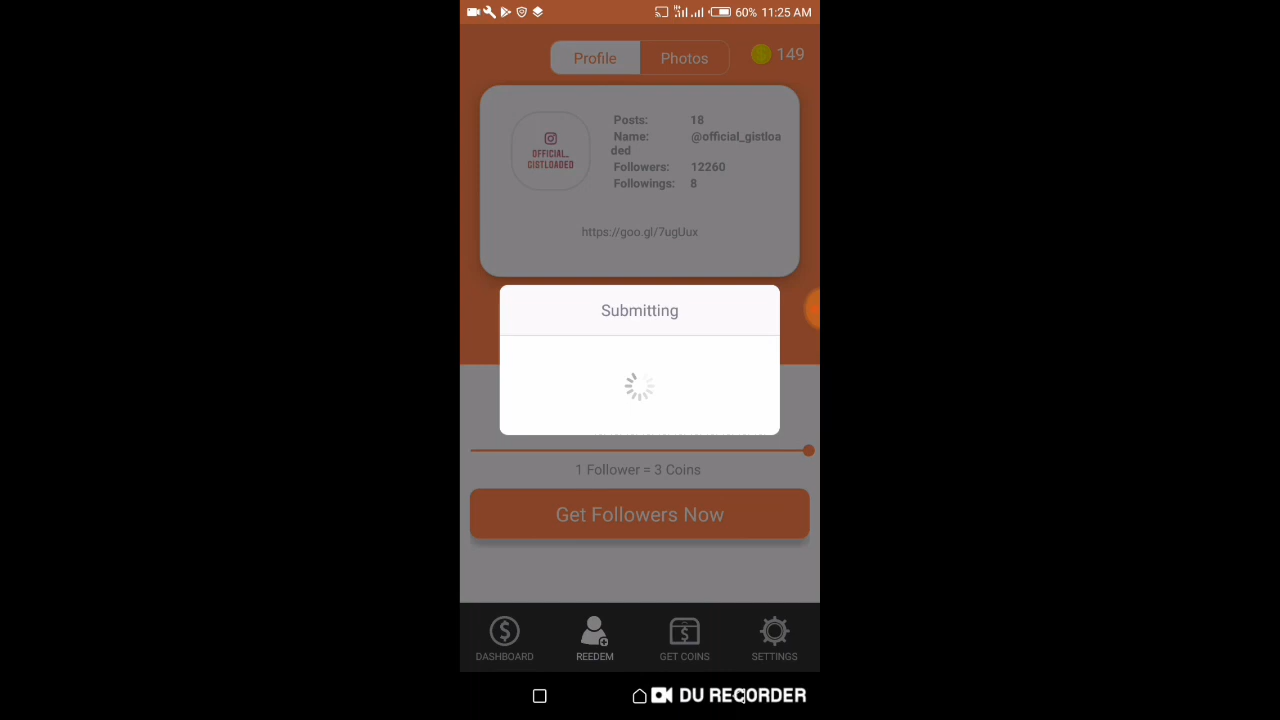 60% 11:25 AM
Profile Photos 149
OFFICIAL_
GISTLOADED
Posts: 18
Name: @official_gistloa
ded
Followers: 12260
Followings: 8
https://goo.gl/7ugUux
Submitting
1 Follower = 3 Coins
Get Followers Now
DASHBOARD REEDEM GET COINS SETTINGS
DU RECORDER